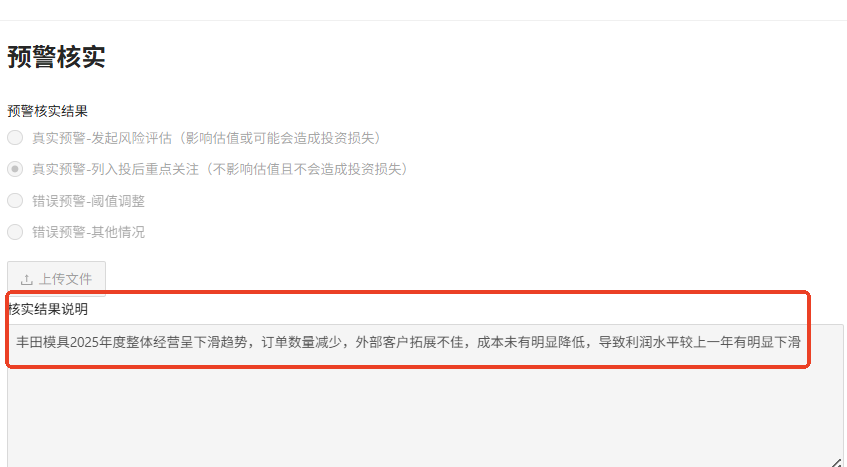 预警核实
预警核实结果
真实预警-发起风险评估（影响估值或可能会造成投资损失）
真实预警-列入投后重点关注（不影响估值且不会造成投资损失）
错误预警-阈值调整
错误预警-其他情况
上传文件
核实结果说明
丰田模具2025年度整体经营呈下滑趋势，订单数量减少，外部客户拓展不佳，成本未有明显降低，导致利润水平较上一年有明显下滑